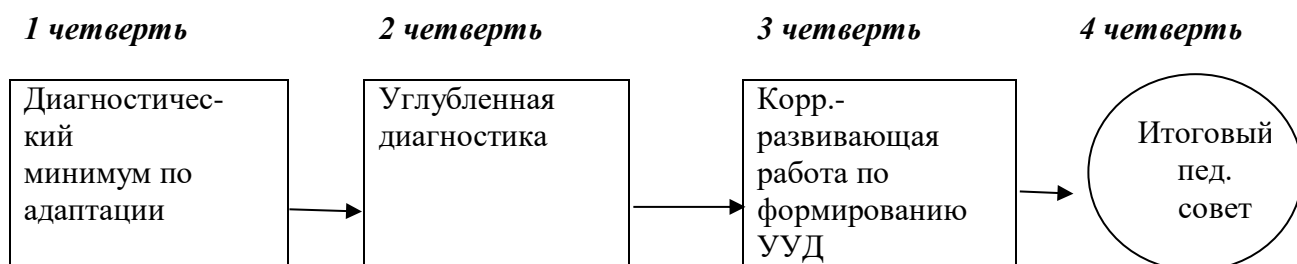 1 четверть 2 четверть 3 четверть 4 четверть
Диагностичес-
кий
минимум по
адаптации
Углубленная
диагностика
Корр.-
развивающая
работа по
формированию
УУД
Итоговый
пед.
совет